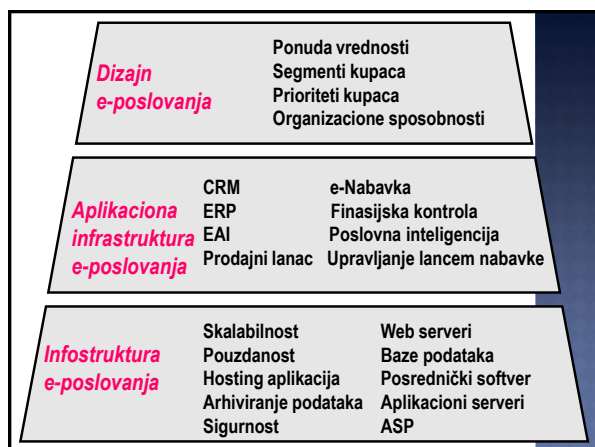 Dizajn
e-poslovanja
Ponuda vrednosti
Segmenti kupaca
Prioriteti kupaca
Organizacione sposobnosti
Aplikaciona
infrastruktura
e-poslovanja
CRM e-Nabavka
ERP Finasijska kontrola
EAI Poslovna inteligencija
Prodajni lanac Upravljanje lancem nabavke
Infostruktura
e-poslovanja
Skalabilnost Web serveri
Pouzdanost Baze podataka
Hosting aplikacija Posrednički softver
Arhiviranje podataka Aplikacioni serveri
Sigurnost ASP